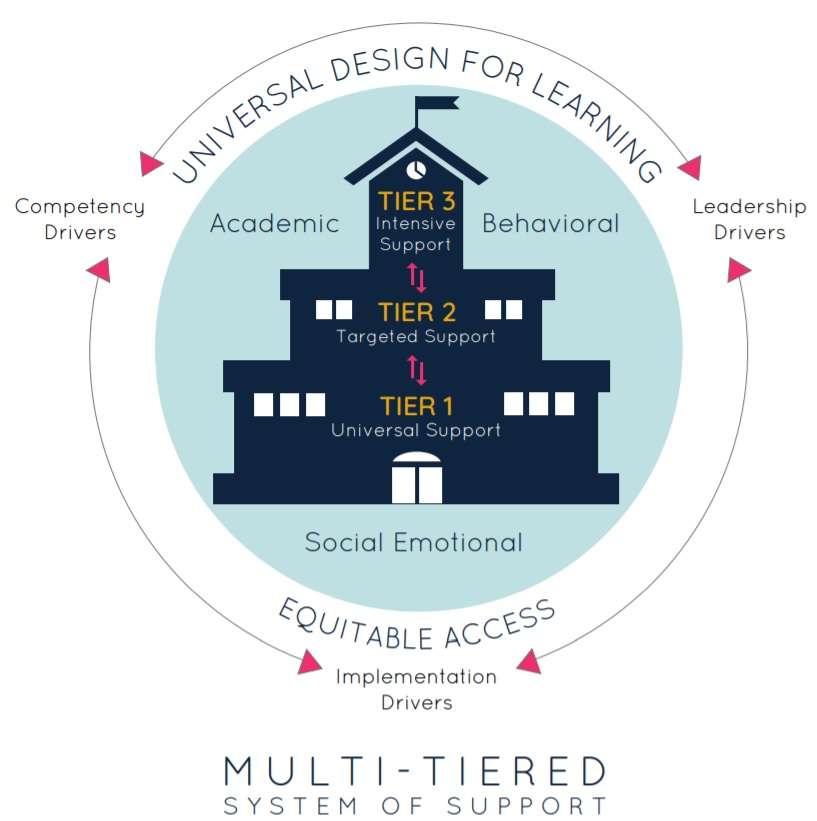 UNIVERSAL DESIGN FOR LEARNING
Competency
Drivers
Leadership
Drivers
Academic
Behavioral
TIER 3
Intensive
Support
TIER 2
Targeted Support
TIER 1
Universal Support
Social Emotional
EQUITABLE ACCESS
Implementation
Drivers
MULTI-TIERED
SYSTEM OF SUPPORT